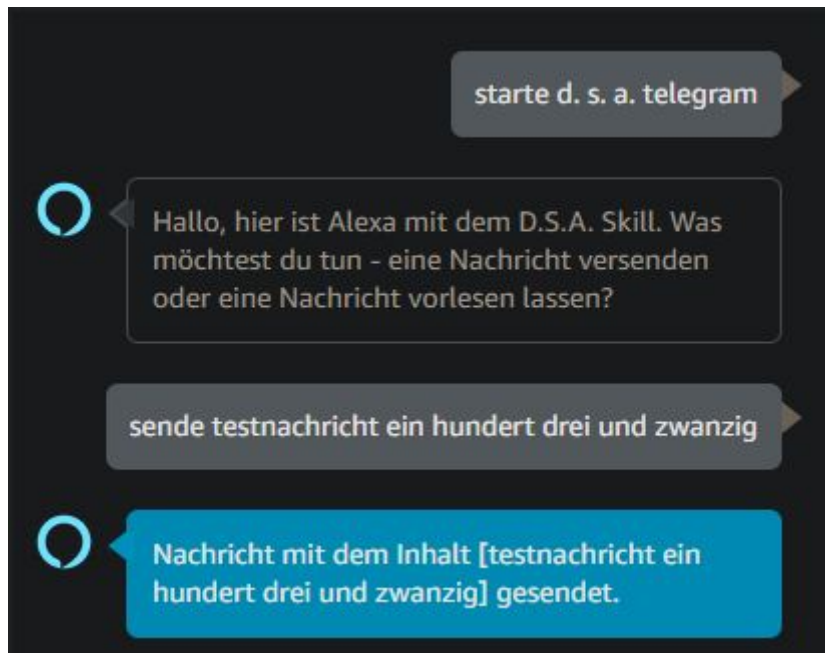 starte d. s. a. telegram
Hallo, hier ist Alexa mit dem D.S.A. Skill. Was
möchtest du tun - eine Nachricht versenden
oder eine Nachricht vorlesen lassen?
sende testnachricht ein hundert drei und zwanzig
Nachricht mit dem Inhalt [testnachricht ein
hundert drei und zwanzig] gesendet.